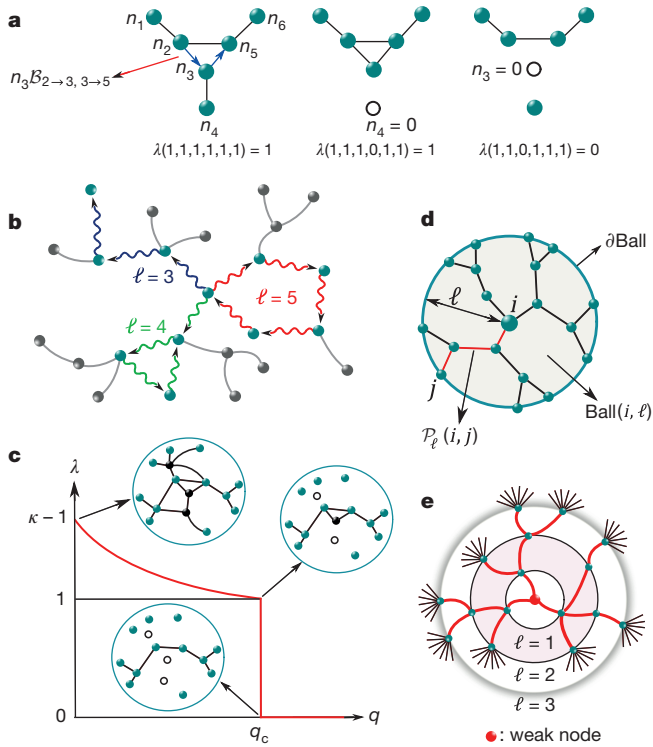 a
n₁
n₆
n₂
n₅
n₃
n₃ℬ₂→₃, ₃→₅
n₄
n₄ = 0
n₃ = 0
λ(1,1,1,1,1,1) = 1
λ(1,1,1,0,1,1) = 1
λ(1,1,0,1,1,1) = 0
b
ℓ = 3
ℓ = 5
ℓ = 4
d
∂Ball
ℓ
i
j
𝒫ℓ(i, j)
Ball(i, ℓ)
c
λ
κ − 1
1
0
q_c
q
e
ℓ = 1
ℓ = 2
ℓ = 3
: weak node